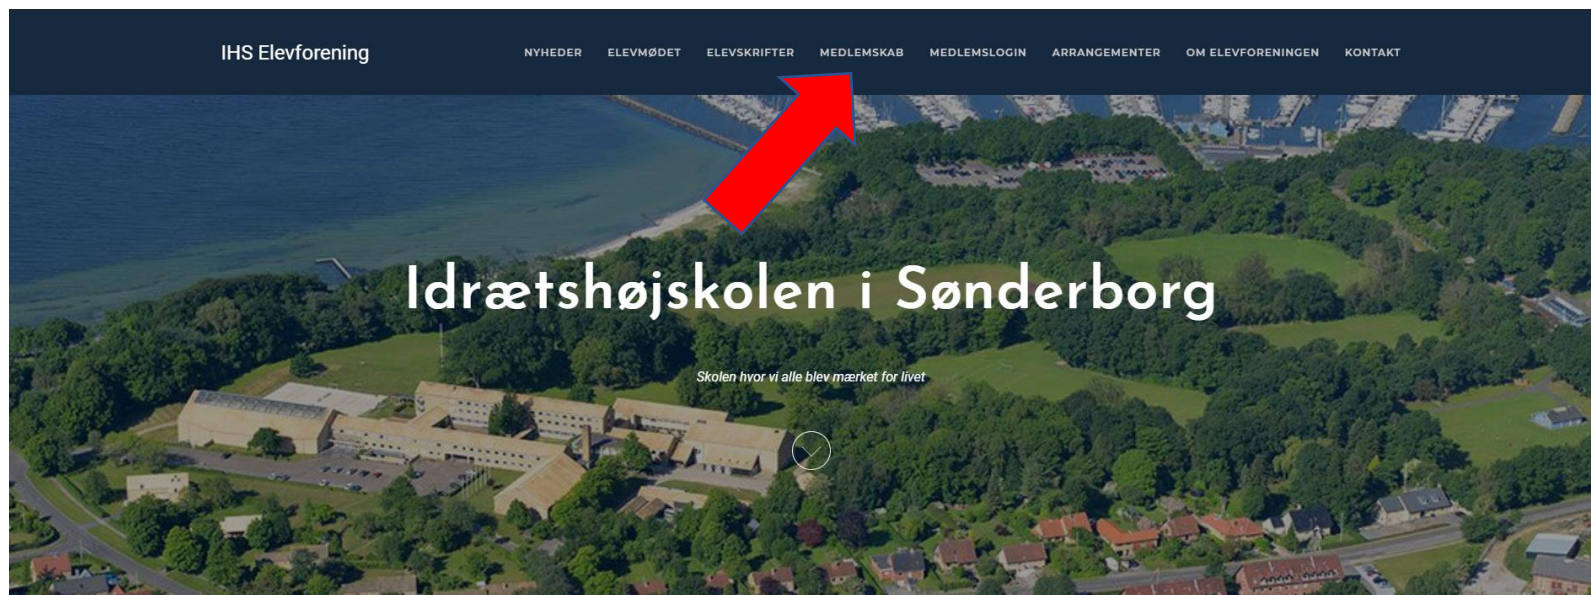 IHS Elevforening
NYHEDER ELEVMØDET ELEVSKRIFTER MEDLEMSKAB MEDLEMSLOGIN ARRANGEMENTER OM ELEVFORENINGEN KONTAKT
Idrætshøjskolen i Sønderborg
Skolen hvor vi alle blev mærket for livet